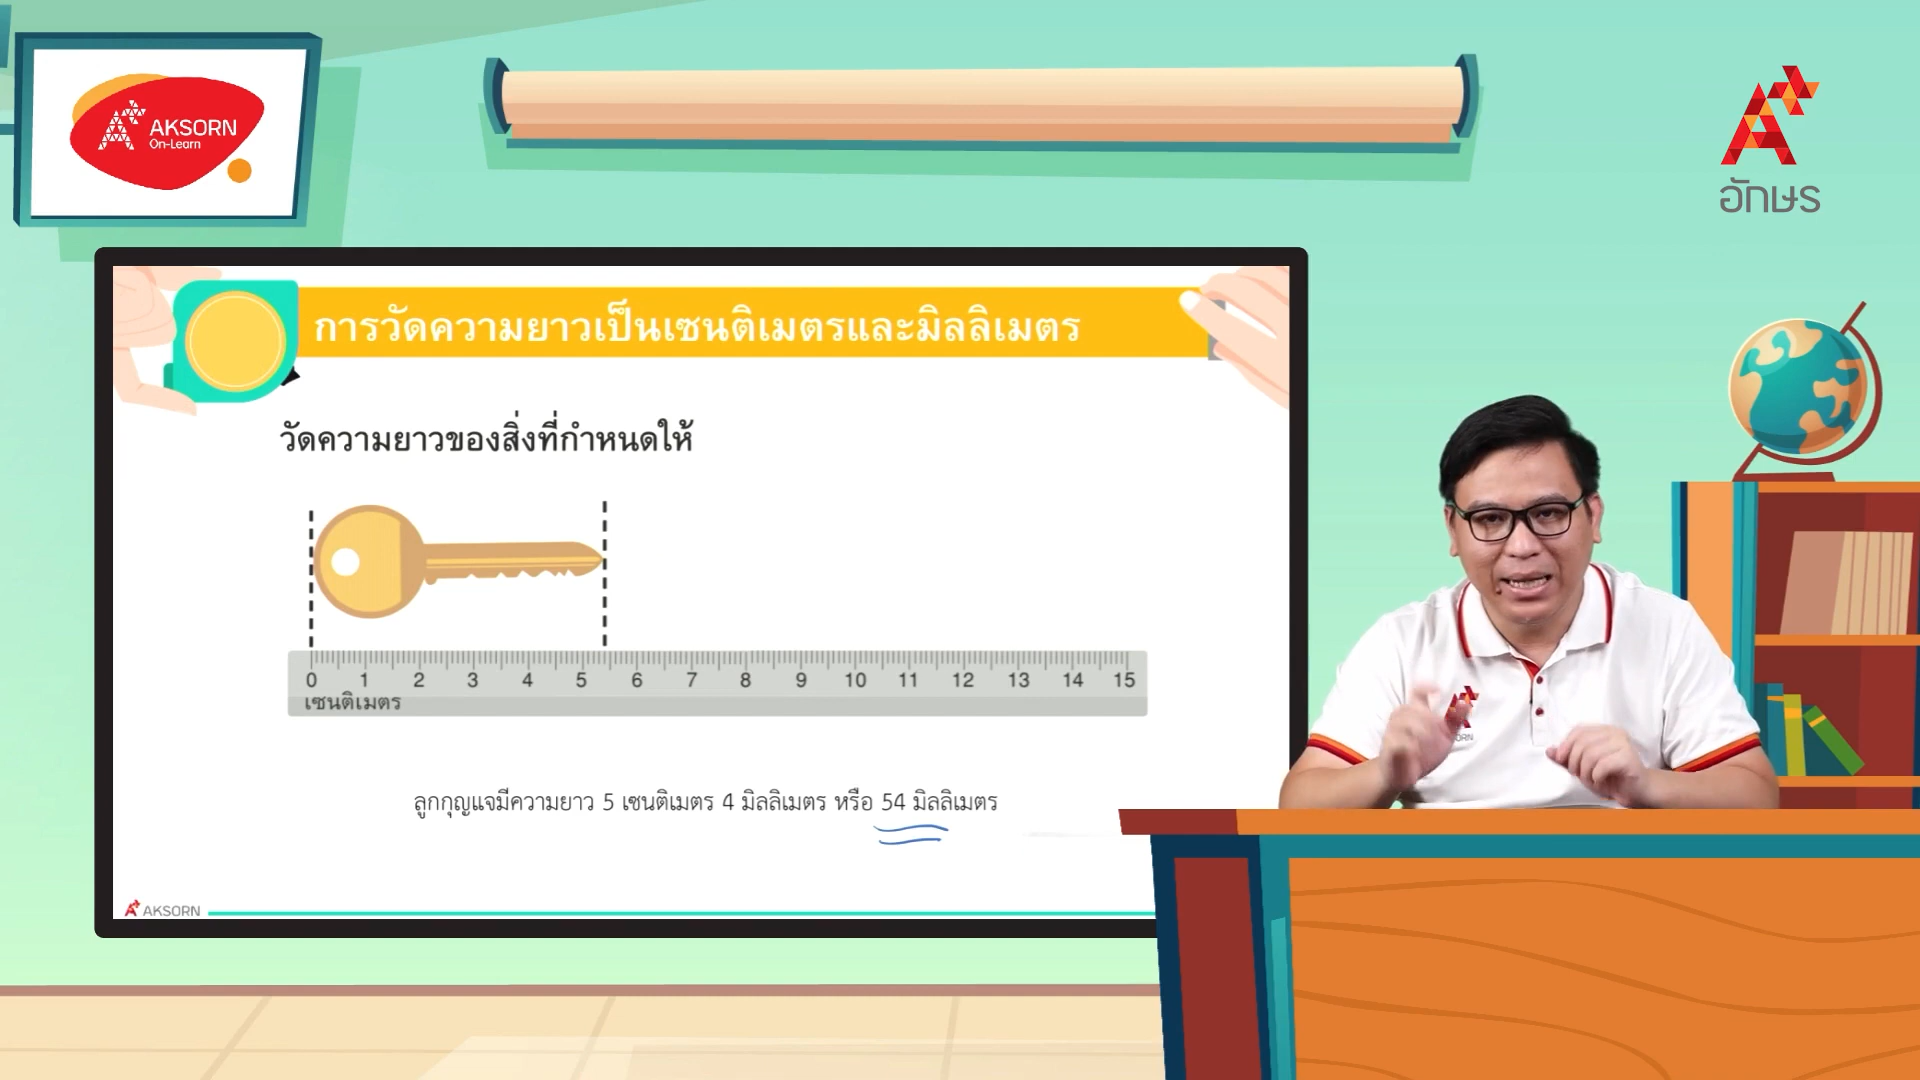 AKSORN
On-Learn
อักษร
การวัดความยาวเป็นเซนติเมตรและมิลลิเมตร
วัดความยาวของสิ่งที่กำหนดให้
0 1 2 3 4 5 6 7 8 9 10 11 12 13 14 15
เซนติเมตร
ลูกกุญแจมีความยาว 5 เซนติเมตร 4 มิลลิเมตร หรือ 54 มิลลิเมตร
AKSORN